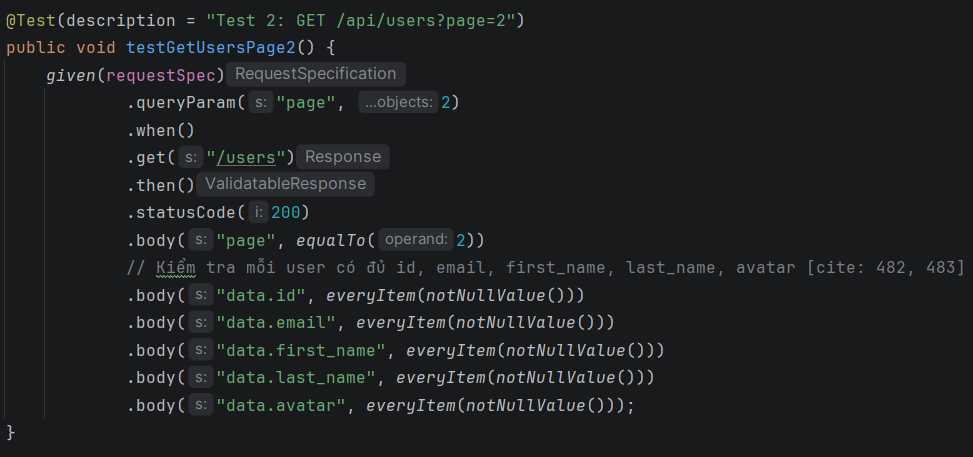 @Test(description = "Test 2: GET /api/users?page=2")
public void testGetUsersPage2() {
given(requestSpec) RequestSpecification
.queryParam( s: "page", ...objects: 2)
.when()
.get( s: "/users") Response
.then() ValidatableResponse
.statusCode( i: 200)
.body( s: "page", equalTo( operand: 2))
// Kiểm tra mỗi user có đủ id, email, first_name, last_name, avatar [cite: 482, 483]
.body( s: "data.id", everyItem(notNullValue()))
.body( s: "data.email", everyItem(notNullValue()))
.body( s: "data.first_name", everyItem(notNullValue()))
.body( s: "data.last_name", everyItem(notNullValue()))
.body( s: "data.avatar", everyItem(notNullValue()));
}